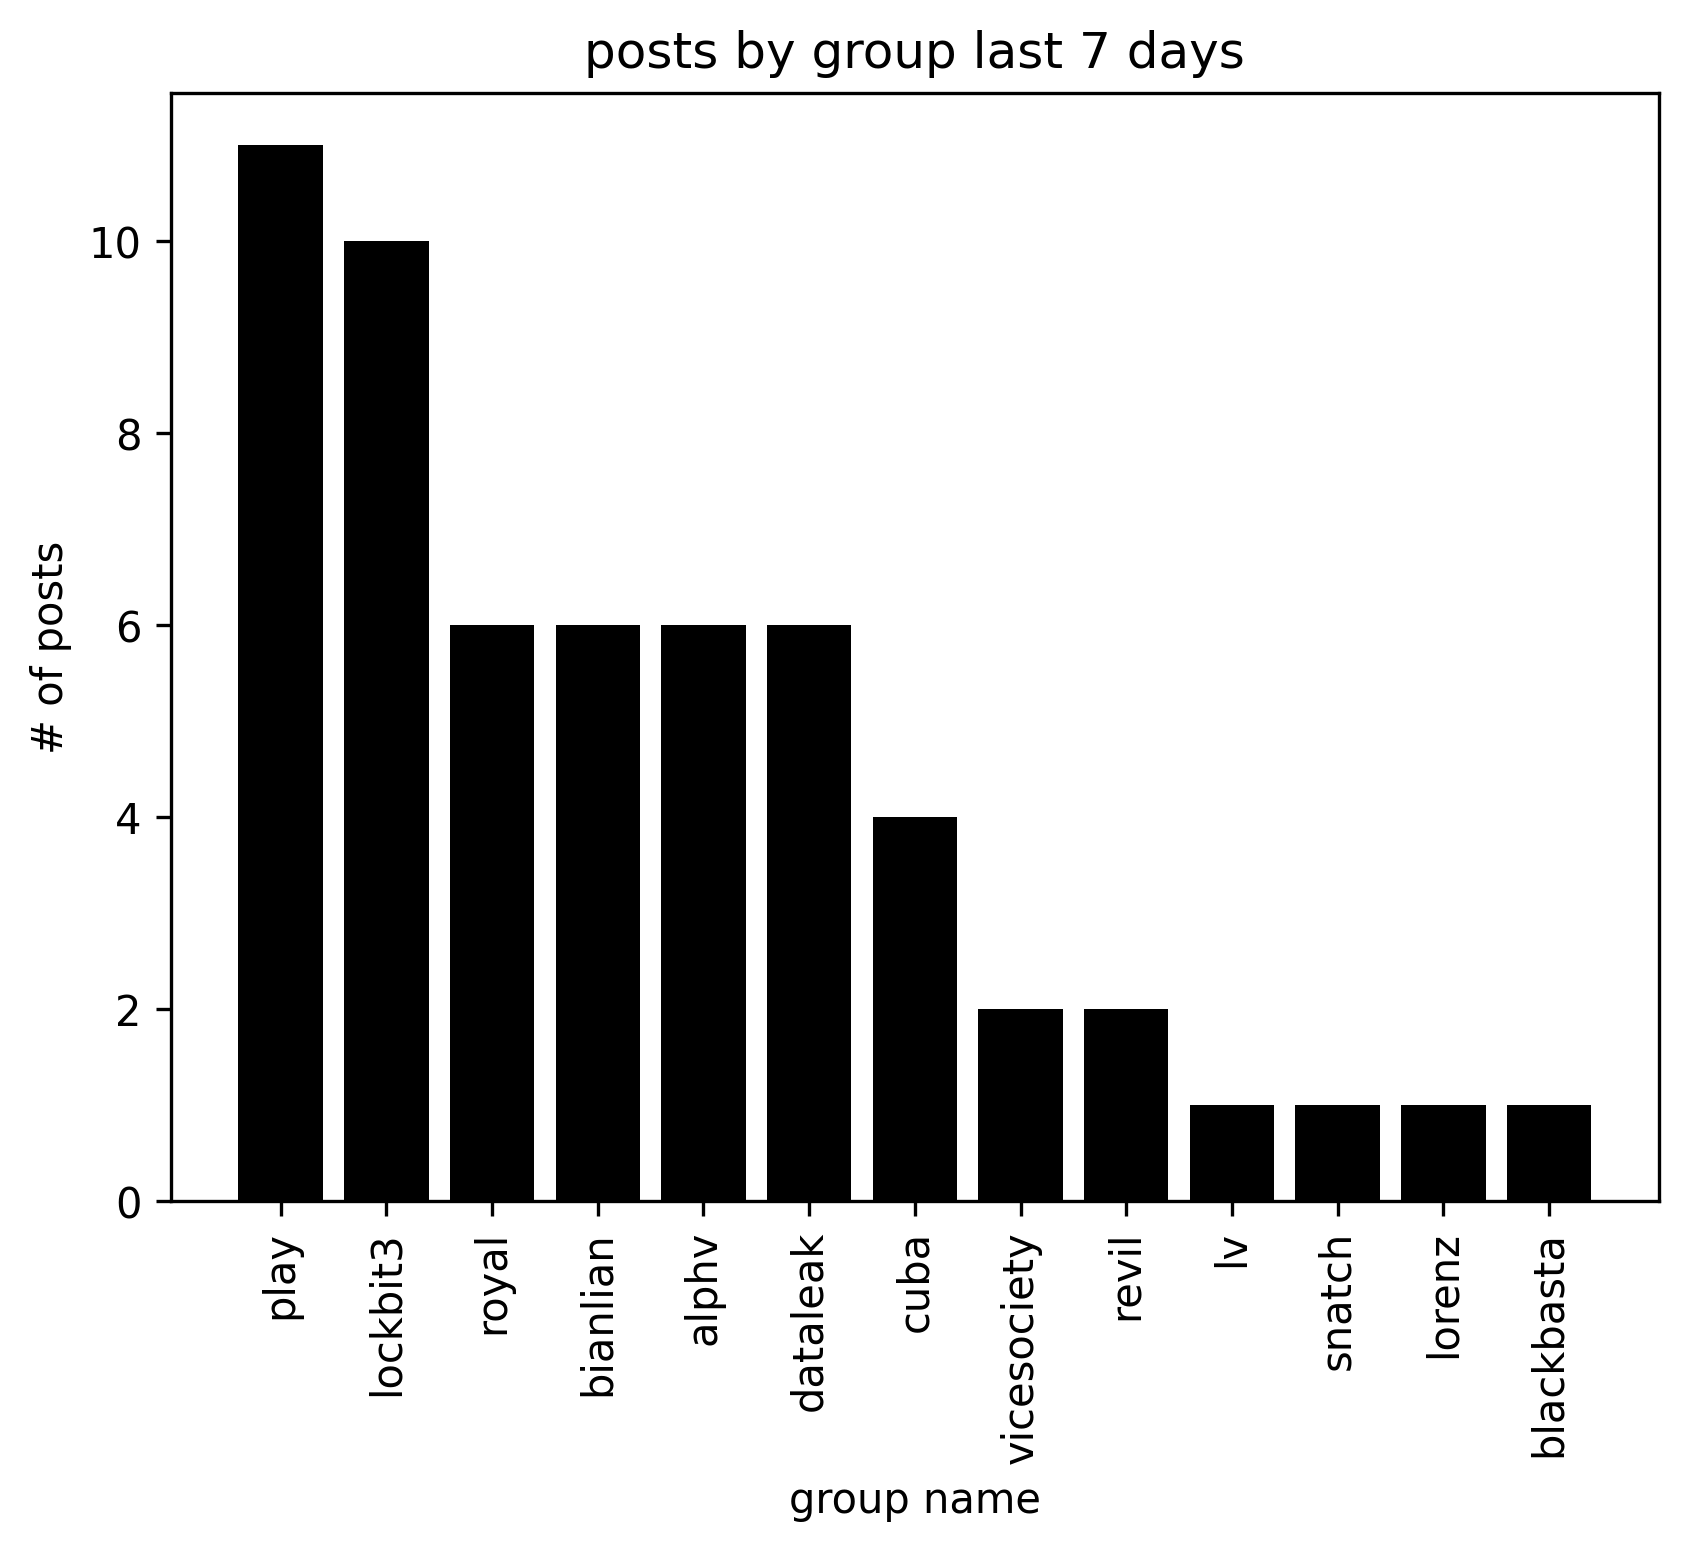 posts by group last 7 days
# of posts
10
8
6
4
2
0
play
lockbit3
royal
bianlian
alphv
dataleak
cuba
vicesociety
revil
lv
snatch
lorenz
blackbasta
group name